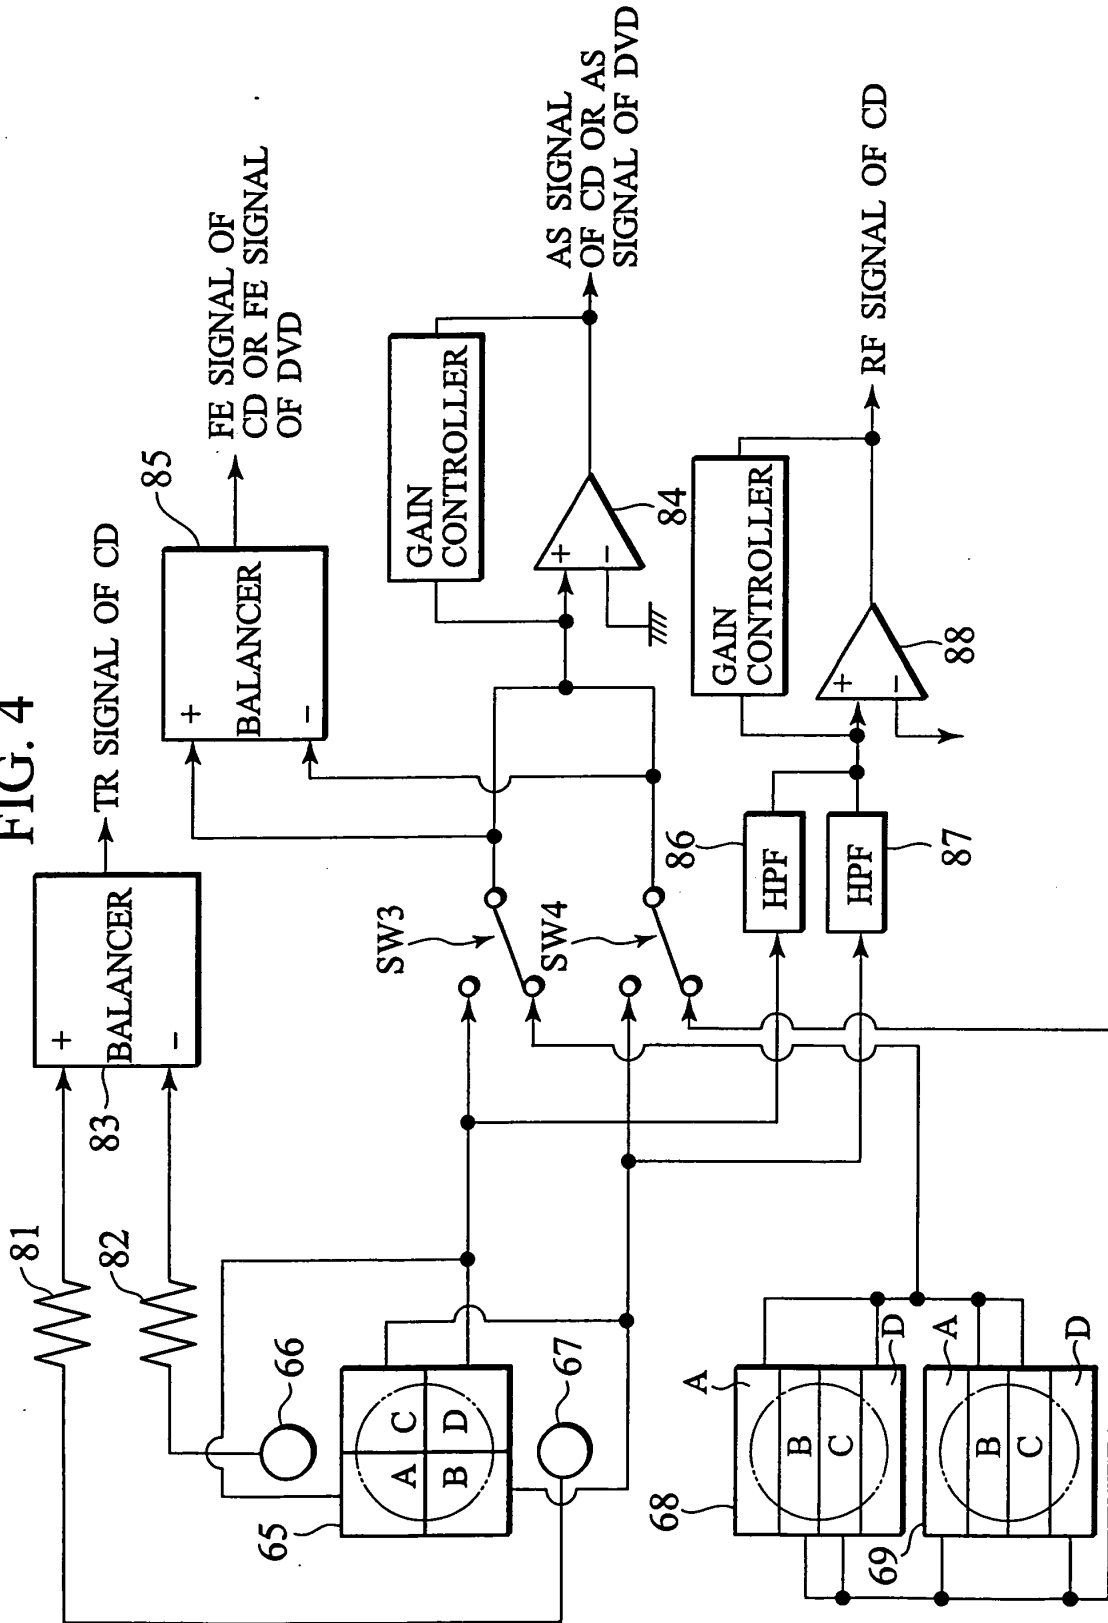 FIG. 4
81
82
83
+
BALANCER
−
TR SIGNAL OF CD
85
+
BALANCER
−
FE SIGNAL OF
CD OR FE SIGNAL
OF DVD
66
65
A
C
B
D
67
SW3
SW4
GAIN
CONTROLLER
+
−
84
AS SIGNAL
OF CD OR AS
SIGNAL OF DVD
86
HPF
HPF
87
GAIN
CONTROLLER
+
−
88
RF SIGNAL OF CD
68
A
B
C
D
69
A
B
C
D